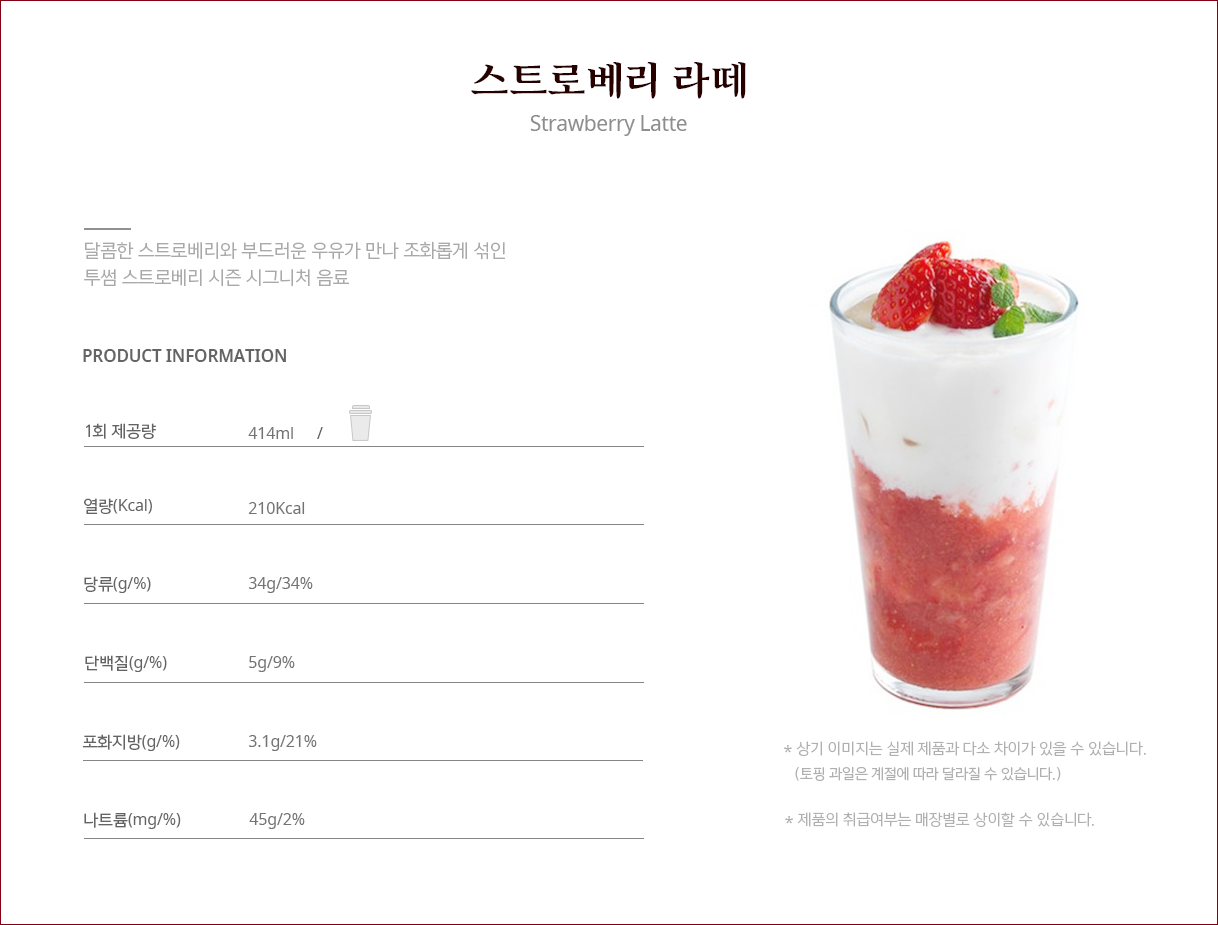 스트로베리 라떼
Strawberry Latte
달콤한 스트로베리와 부드러운 우유가 만나 조화롭게 섞인
투썸 스트로베리 시즌 시그니처 음료
PRODUCT INFORMATION
1회 제공량 414ml /
열량(Kcal) 210Kcal
당류(g/%) 34g/34%
단백질(g/%) 5g/9%
포화지방(g/%) 3.1g/21%
나트륨(mg/%) 45g/2%
* 상기 이미지는 실제 제품과 다소 차이가 있을 수 있습니다.
(토핑 과일은 계절에 따라 달라질 수 있습니다.)
* 제품의 취급여부는 매장별로 상이할 수 있습니다.